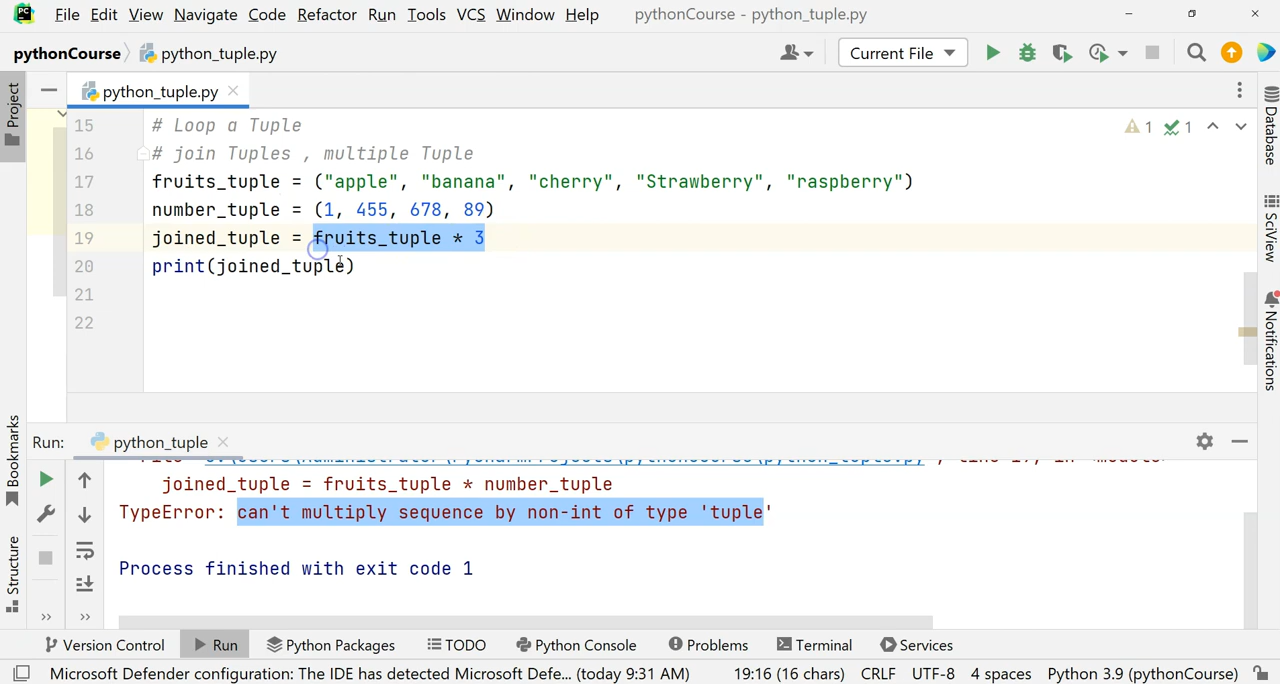 PC File Edit View Navigate Code Refactor Run Tools VCS Window Help pythonCourse - python_tuple.py
pythonCourse python_tuple.py Current File
Project
python_tuple.py
15 # Loop a Tuple
1 1
16 # join Tuples , multiple Tuple
17 fruits_tuple = ("apple", "banana", "cherry", "Strawberry", "raspberry")
18 number_tuple = (1, 455, 678, 89)
19 joined_tuple = fruits_tuple * 3
20 print(joined_tuple)
21
22
Database
SciView
Notifications
Bookmarks
Structure
Run: python_tuple
joined_tuple = fruits_tuple * number_tuple
TypeError: can't multiply sequence by non-int of type 'tuple'
Process finished with exit code 1
Version Control Run Python Packages TODO Python Console Problems Terminal Services
Microsoft Defender configuration: The IDE has detected Microsoft Defe... (today 9:31 AM) 19:16 (16 chars) CRLF UTF-8 4 spaces Python 3.9 (pythonCourse)